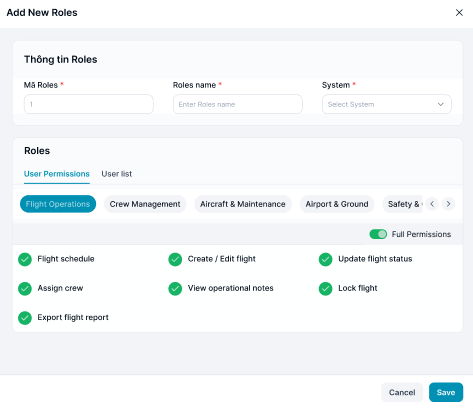 Add New Roles
Thông tin Roles
Mã Roles * Roles name * System *
1 Enter Roles name Select System
Roles
User Permissions User list
Flight Operations Crew Management Aircraft & Maintenance Airport & Ground Safety &
Full Permissions
Flight schedule Create / Edit flight Update flight status
Assign crew View operational notes Lock flight
Export flight report
Cancel Save